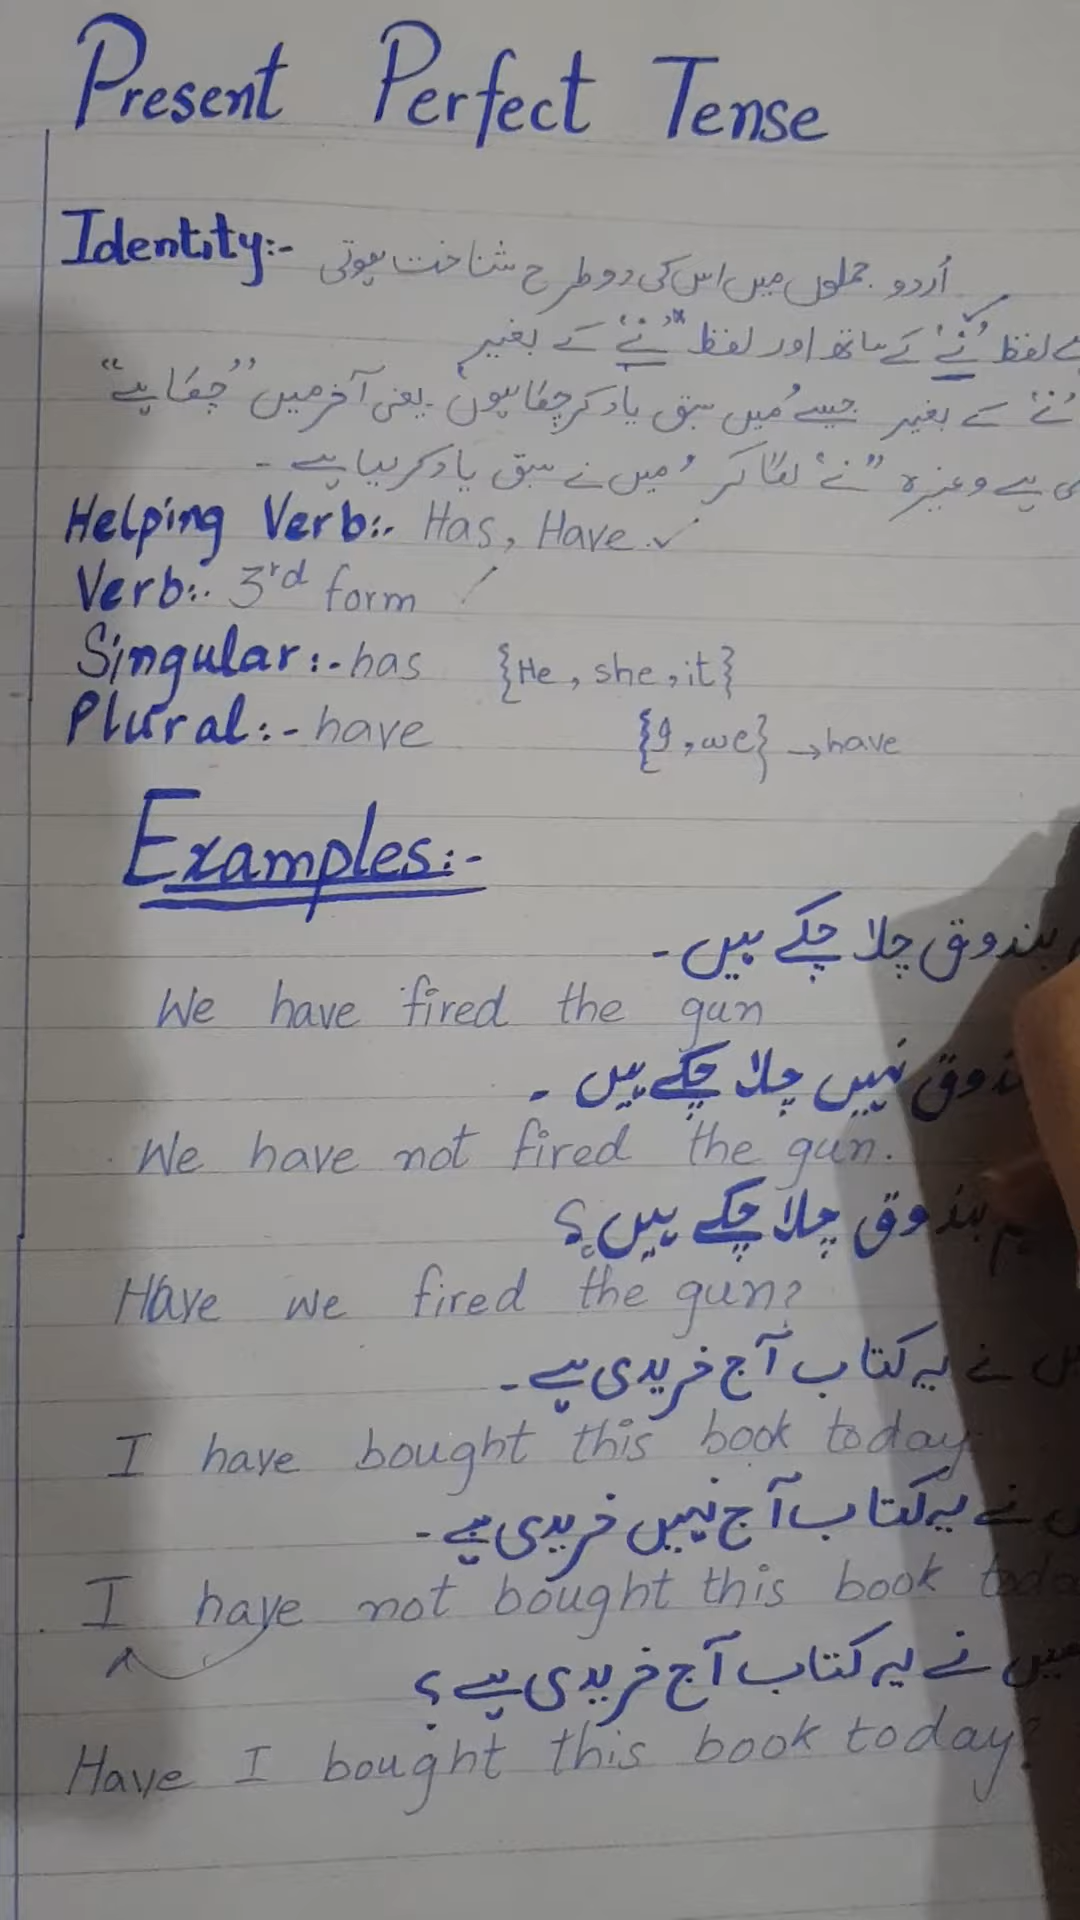 Present Perfect Tense
Identity:- اُردو جملوں میں اس کی دو طرح شناخت ہوتی
لفظ "نے" کے ساتھ اور لفظ "نے" کے بغیر
"نے" کے بغیر جیسے "میں سبق یاد کر چکا ہوں" یعنی آخر میں "چکا ہے"
ہے وغیرہ "نے" لگا کر "میں نے سبق یاد کر لیا ہے ۔
Helping Verb:. Has, Have
Verb:. 3rd form
Singular :- has {He, she, it}
Plural :- have {I, we} → have
Examples:-
بندوق چلا چکے ہیں ۔
We have fired the gun
نہیں چلا چکے ہیں ۔
We have not fired the gun.
بندوق چلا چکے ہیں ؟
Have we fired the gun?
نے یہ کتاب آج خریدی ہے ۔
I have bought this book today
نے یہ کتاب آج نہیں خریدی ہے ۔
I have not bought this book
میں نے یہ کتاب آج خریدی ہے ؟
Have I bought this book today?